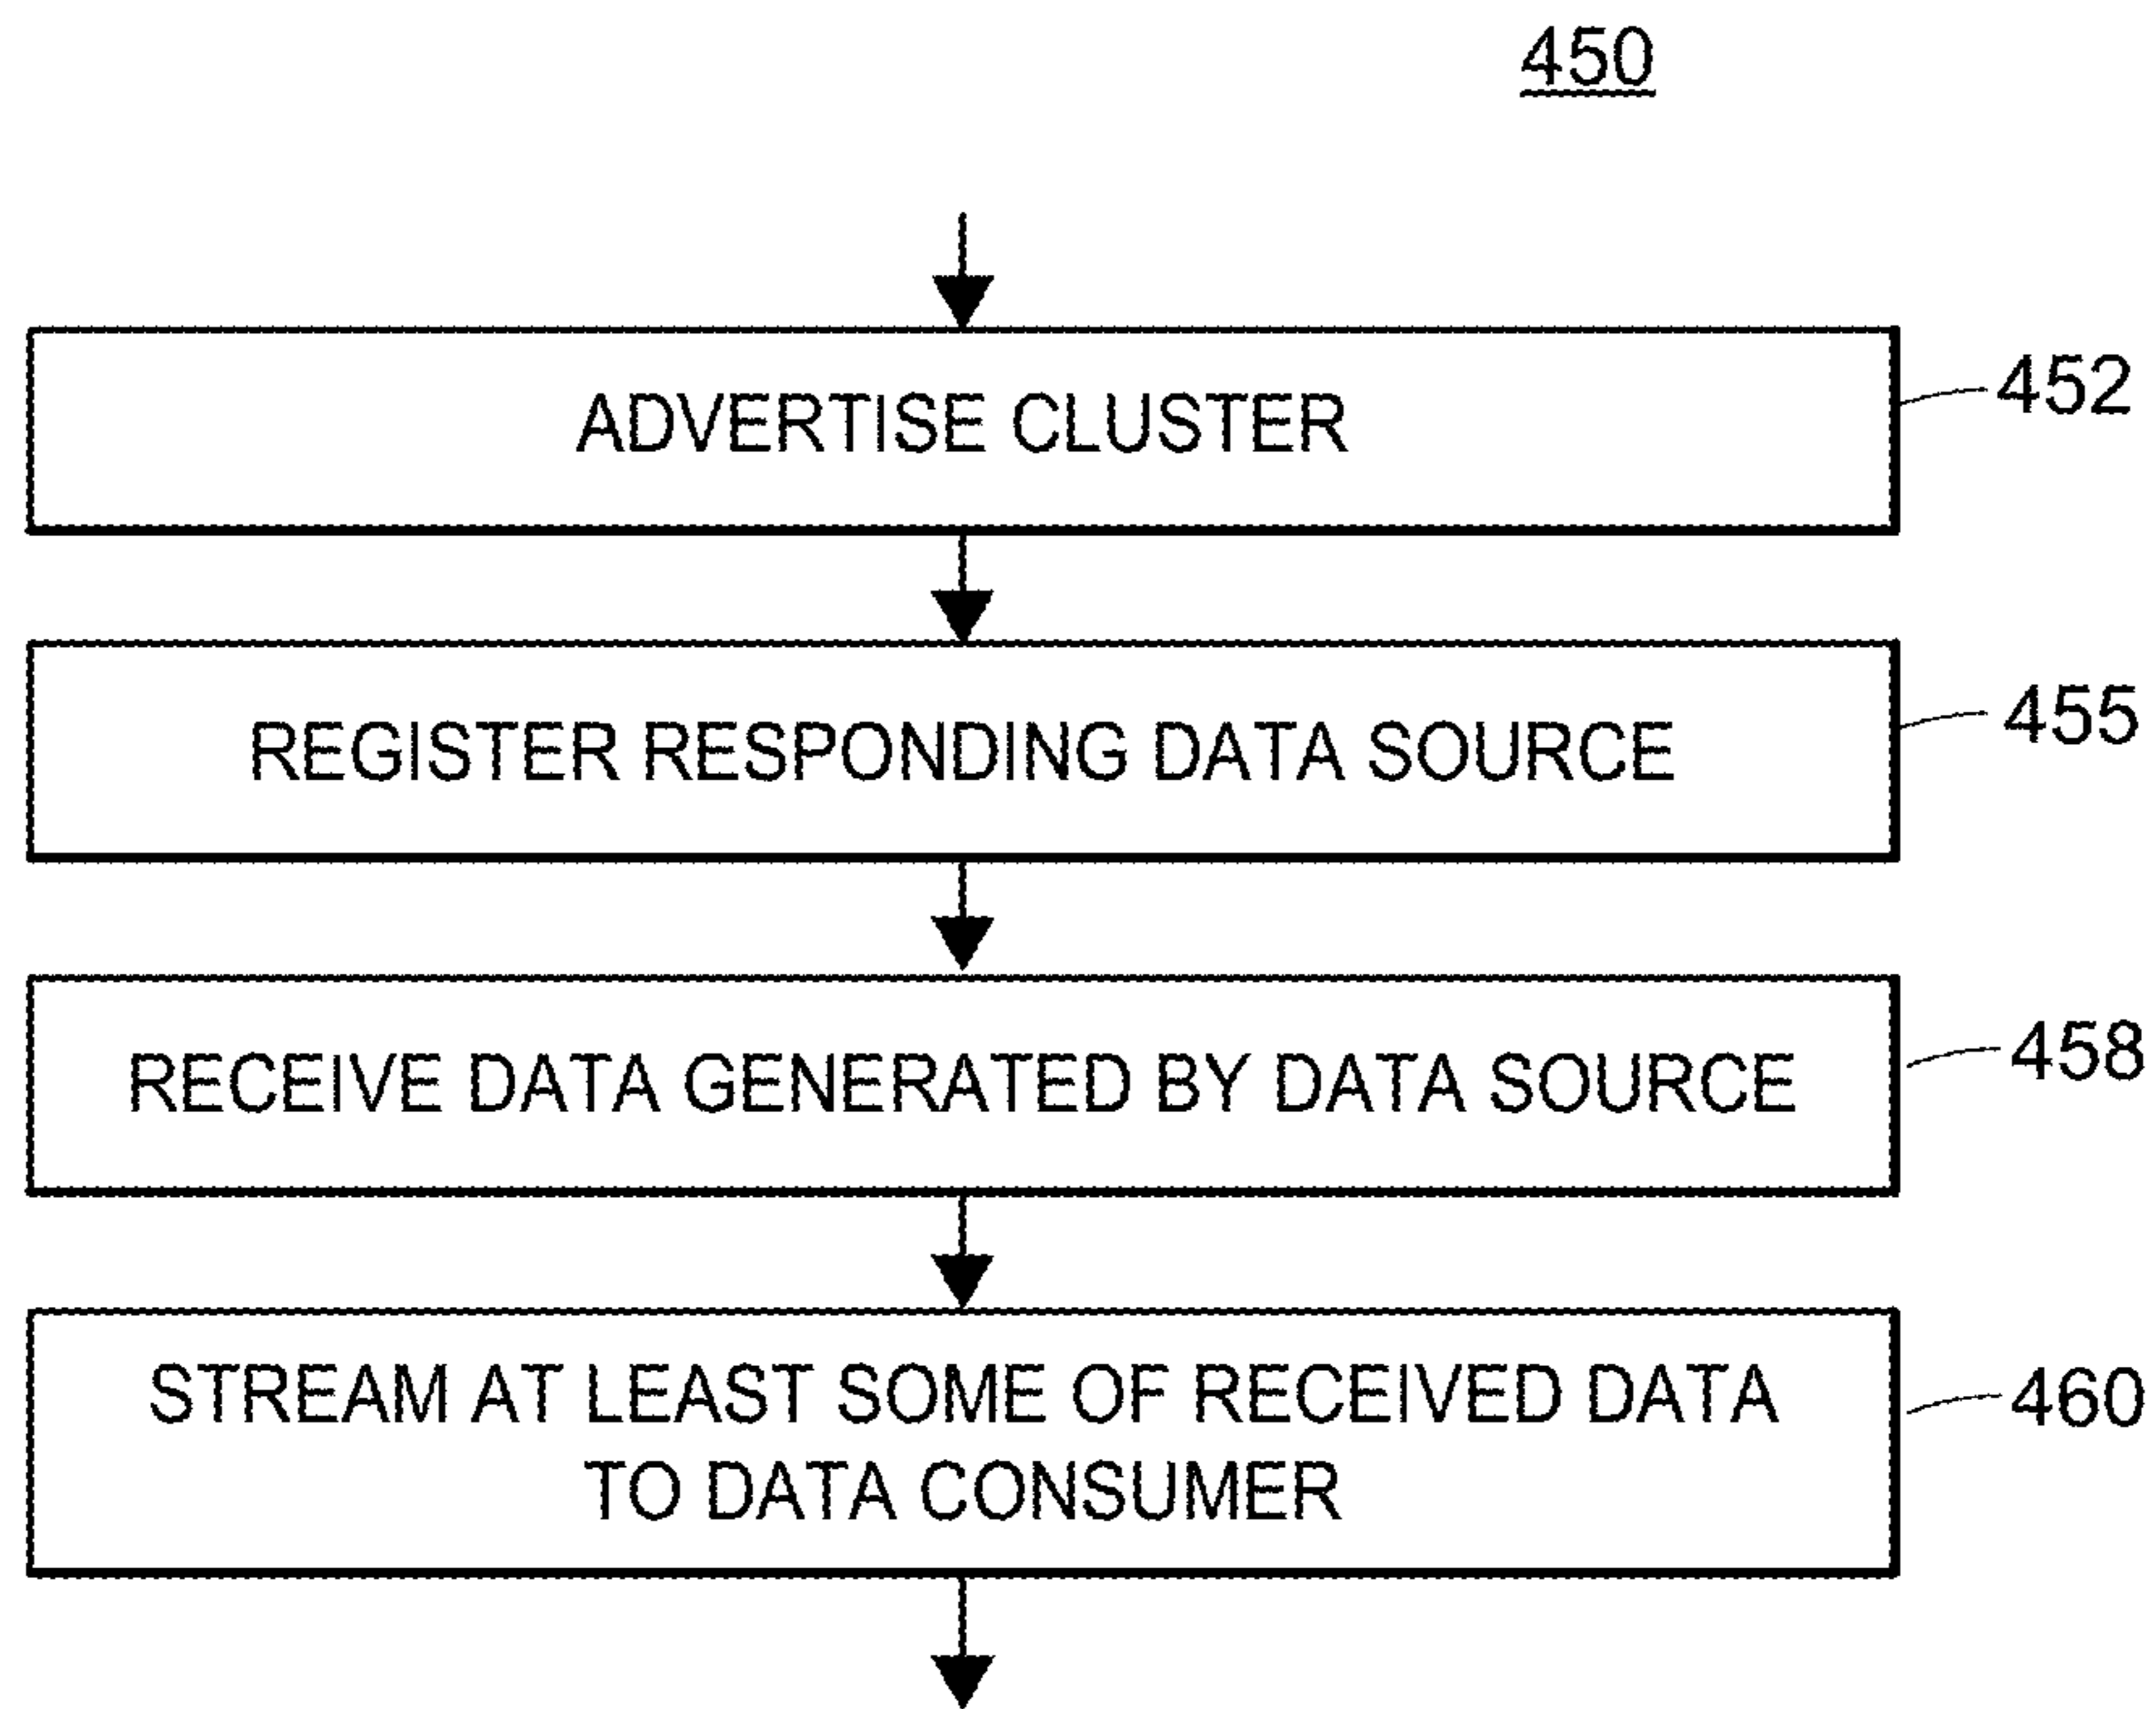 450
ADVERTISE CLUSTER
452
REGISTER RESPONDING DATA SOURCE
455
RECEIVE DATA GENERATED BY DATA SOURCE
458
STREAM AT LEAST SOME OF RECEIVED DATA
TO DATA CONSUMER
460